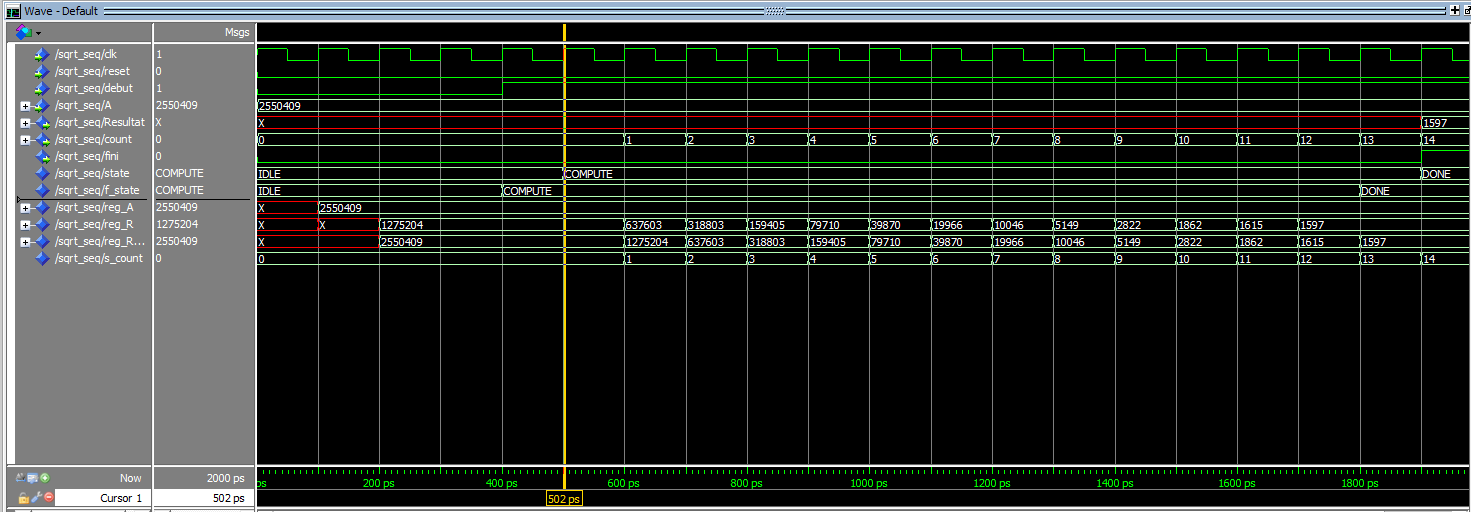 Wave - Default
Msgs
/sqrt_seq/clk 1
/sqrt_seq/reset 0
/sqrt_seq/debut 1
/sqrt_seq/A 2550409 2550409
/sqrt_seq/Resultat X X 1597
/sqrt_seq/count 0 0 1 2 3 4 5 6 7 8 9 10 11 12 13 14
/sqrt_seq/fini 0
/sqrt_seq/state COMPUTE IDLE COMPUTE DONE
/sqrt_seq/f_state COMPUTE IDLE COMPUTE DONE
/sqrt_seq/reg_A 2550409 X 2550409
/sqrt_seq/reg_R 1275204 X X 1275204 637603 318803 159405 79710 39870 19966 10046 5149 2822 1862 1615 1597
/sqrt_seq/reg_R... 2550409 X 2550409 1275204 637603 318803 159405 79710 39870 19966 10046 5149 2822 1862 1615 1597
/sqrt_seq/s_count 0 0 1 2 3 4 5 6 7 8 9 10 11 12 13 14
Now 2000 ps ps 200 ps 400 ps 600 ps 800 ps 1000 ps 1200 ps 1400 ps 1600 ps 1800 ps
Cursor 1 502 ps 502 ps